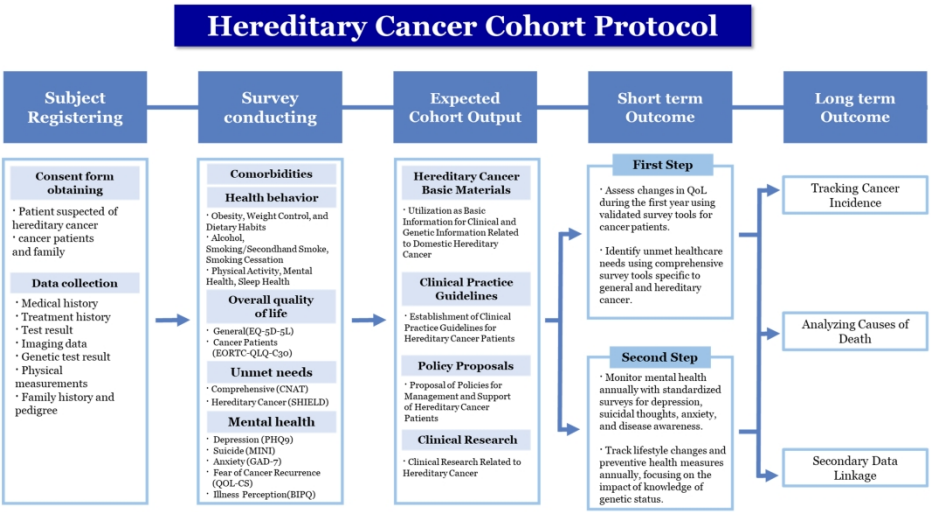 Hereditary Cancer Cohort Protocol
Subject
Registering
Survey
conducting
Expected
Cohort Output
Short term
Outcome
Long term
Outcome
Consent form
obtaining
· Patient suspected of
hereditary cancer
· cancer patients
and family
Data collection
· Medical history
· Treatment history
· Test result
· Imaging data
· Genetic test result
· Physical
measurements
· Family history and
pedigree
Comorbidities
Health behavior
· Obesity, Weight Control, and
Dietary Habits
· Alcohol,
Smoking/Secondhand Smoke,
Smoking Cessation
· Physical Activity, Mental
Health, Sleep Health
Overall quality
of life
· General(EQ-5D-5L)
· Cancer Patients
(EORTC-QLQ-C30)
Unmet needs
· Comprehensive (CNAT)
· Hereditary Cancer (SHIELD)
Mental health
· Depression (PHQ9)
· Suicide (MINI)
· Anxiety (GAD-7)
· Fear of Cancer Recurrence
(QOL-CS)
· Illness Perception(BIPQ)
Hereditary Cancer
Basic Materials
· Utilization as Basic
Information for Clinical and
Genetic Information Related
to Domestic Hereditary
Cancer
Clinical Practice
Guidelines
· Establishment of Clinical
Practice Guidelines for
Hereditary Cancer Patients
Policy Proposals
· Proposal of Policies for
Management and Support
of Hereditary Cancer
Patients
Clinical Research
· Clinical Research Related to
Hereditary Cancer
First Step
· Assess changes in QoL
during the first year using
validated survey tools for
cancer patients.
· Identify unmet healthcare
needs using comprehensive
survey tools specific to
general and hereditary
cancer.
Second Step
· Monitor mental health
annually with standardized
surveys for depression,
suicidal thoughts, anxiety,
and disease awareness.
· Track lifestyle changes and
preventive health measures
annually, focusing on the
impact of knowledge of
genetic status.
Tracking Cancer
Incidence
Analyzing Causes of
Death
Secondary Data
Linkage